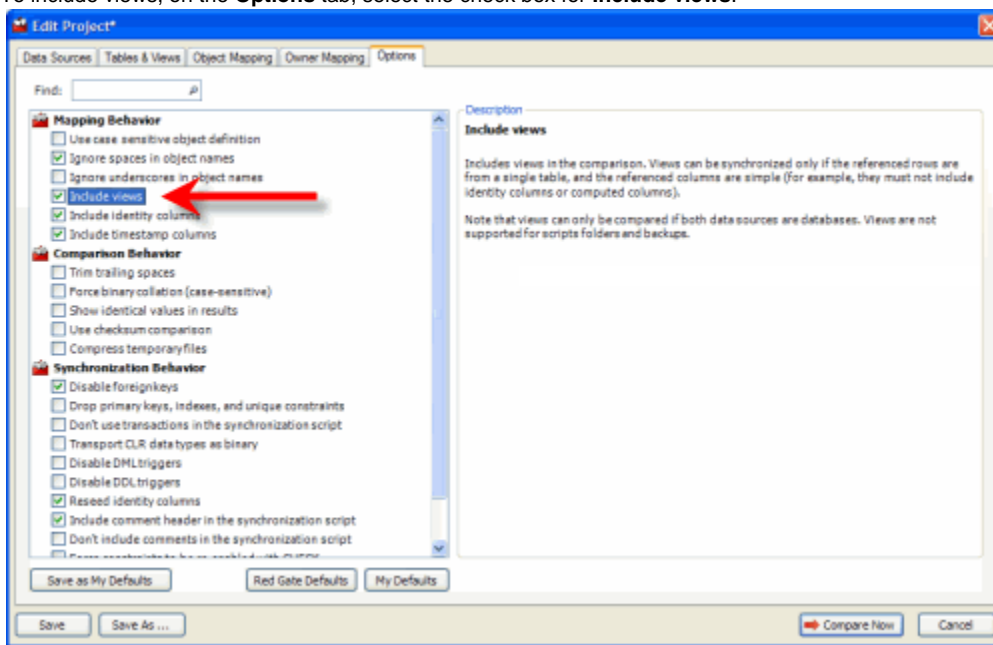 To include views, on the Options tab, select the check box for Include views.
Edit Project*
Data Sources Tables & Views Object Mapping Owner Mapping Options
Find:
Mapping Behavior
Use case sensitive object definition
Ignore spaces in object names
Ignore underscores in object names
Include views
Include identity columns
Include timestamp columns
Comparison Behavior
Trim trailing spaces
Force binary collation (case-sensitive)
Show identical values in results
Use checksum comparison
Compress temporary files
Synchronization Behavior
Disable foreign keys
Drop primary keys, indexes, and unique constraints
Don't use transactions in the synchronization script
Transport CLR data types as binary
Disable DML triggers
Disable DDL triggers
Reseed identity columns
Include comment header in the synchronization script
Don't include comments in the synchronization script
Description
Include views
Includes views in the comparison. Views can be synchronized only if the referenced rows are
from a single table, and the referenced columns are simple (for example, they must not include
identity columns or computed columns).
Note that views can only be compared if both data sources are databases. Views are not
supported for scripts folders and backups.
Save as My Defaults Red Gate Defaults My Defaults
Save Save As ... Compare Now Cancel